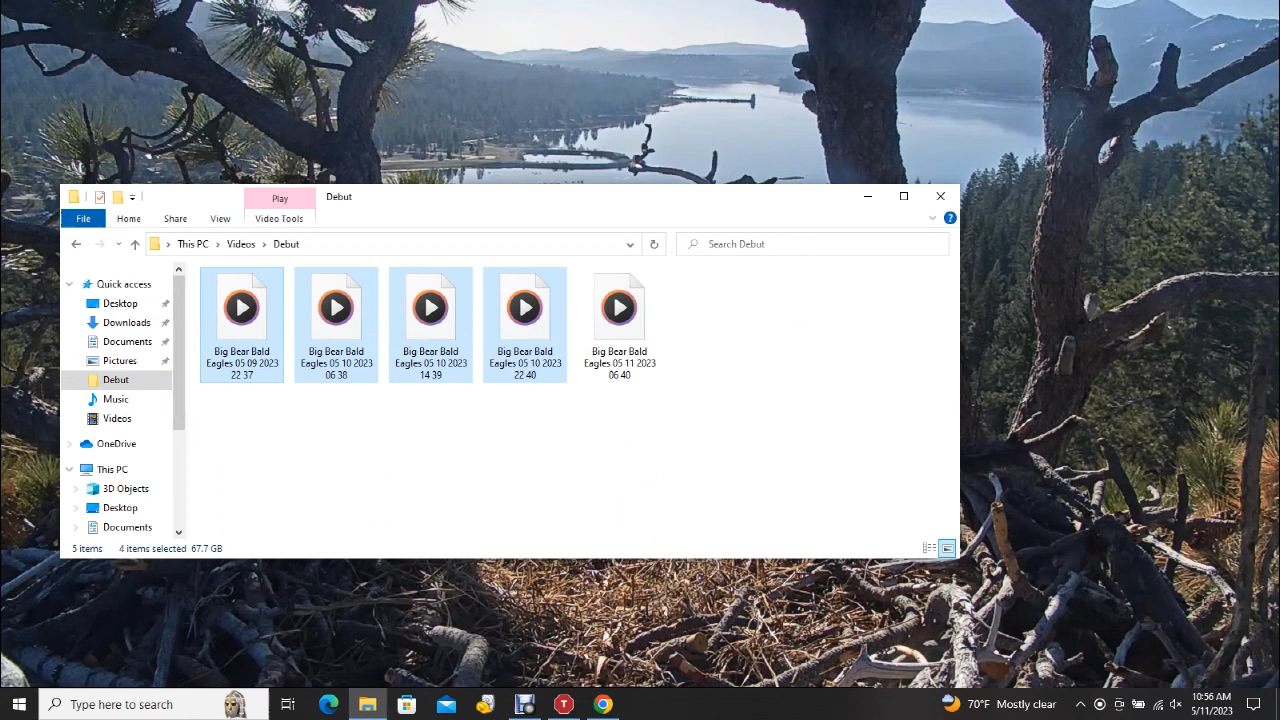 Play
Debut
File
Home
Share
View
Video Tools
This PC
Videos
Debut
Search Debut
Quick access
Desktop
Downloads
Documents
Pictures
Debut
Music
Videos
OneDrive
This PC
3D Objects
Desktop
Documents
Big Bear Bald
Eagles 05 09 2023
22 37
Big Bear Bald
Eagles 05 10 2023
06 38
Big Bear Bald
Eagles 05 10 2023
14 39
Big Bear Bald
Eagles 05 10 2023
22 40
Big Bear Bald
Eagles 05 11 2023
06 40
5 items 4 items selected 67.7 GB
Type here to search
T
70°F Mostly clear
10:56 AM
5/11/2023